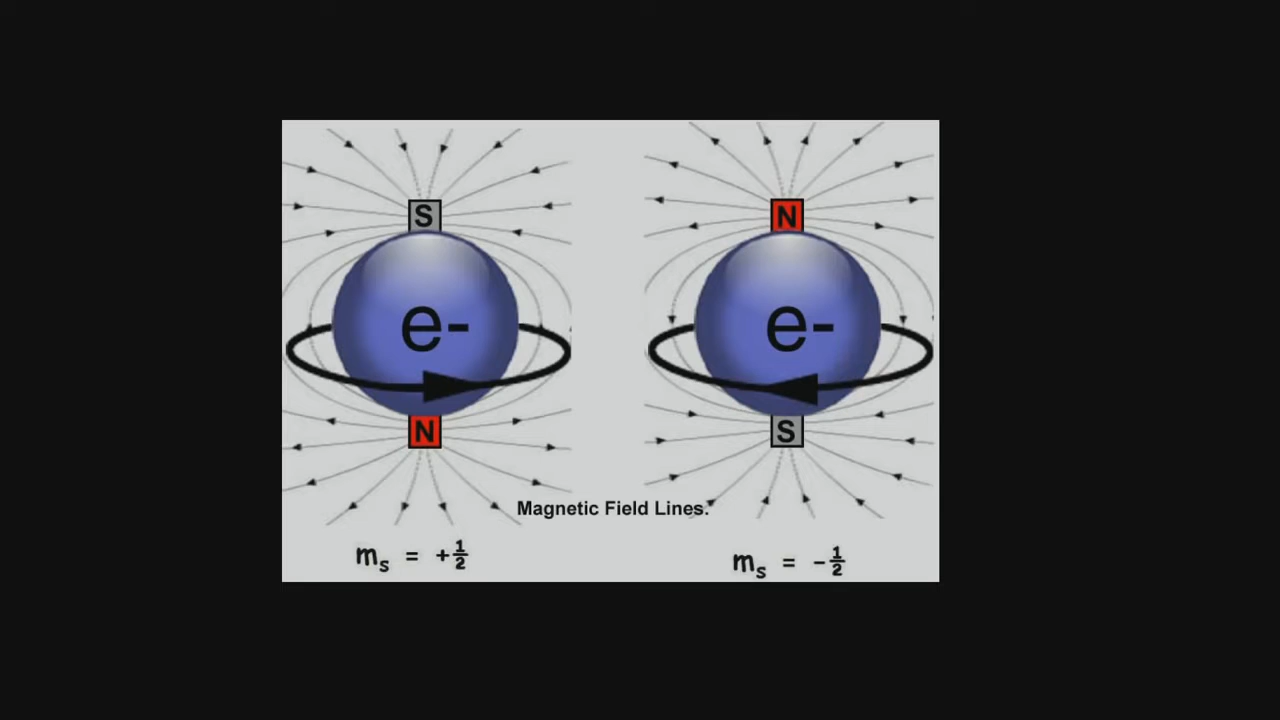 S
N
e-
e-
N
S
Magnetic Field Lines.
mₛ = +½
mₛ = -½